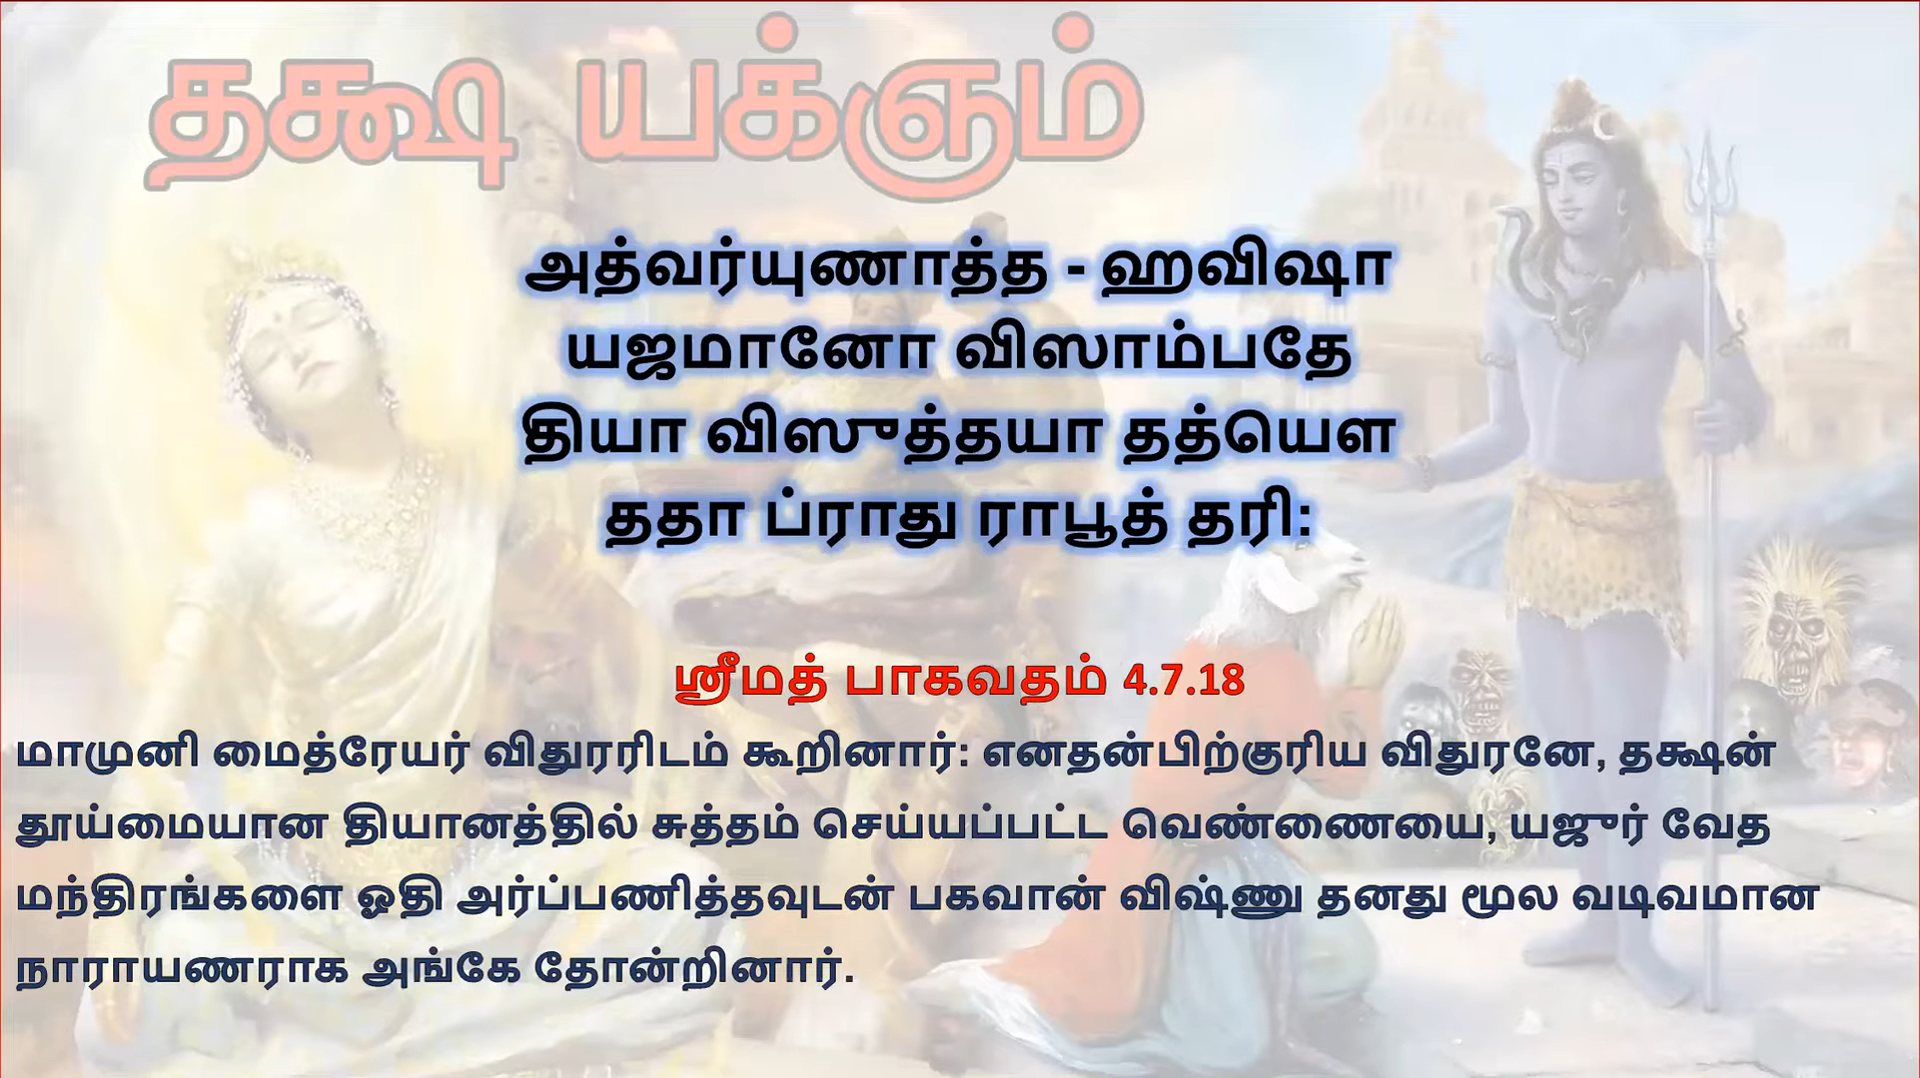 தக்ஷ யக்ஞம்
அத்வர்யுணாத்த - ஹவிஷா
யஜமானோ விஸாம்பதே
தியா விஸுத்தயா தத்யௌ
ததா ப்ராது ராபூத் தரி:
ஸ்ரீமத் பாகவதம் 4.7.18
மாமுனி மைத்ரேயர் விதுரரிடம் கூறினார்: எனதன்பிற்குரிய விதுரனே, தக்ஷன்
தூய்மையான தியானத்தில் சுத்தம் செய்யப்பட்ட வெண்ணையை, யஜுர் வேத
மந்திரங்களை ஓதி அர்ப்பணித்தவுடன் பகவான் விஷ்ணு தனது மூல வடிவமான
நாராயணராக அங்கே தோன்றினார்.